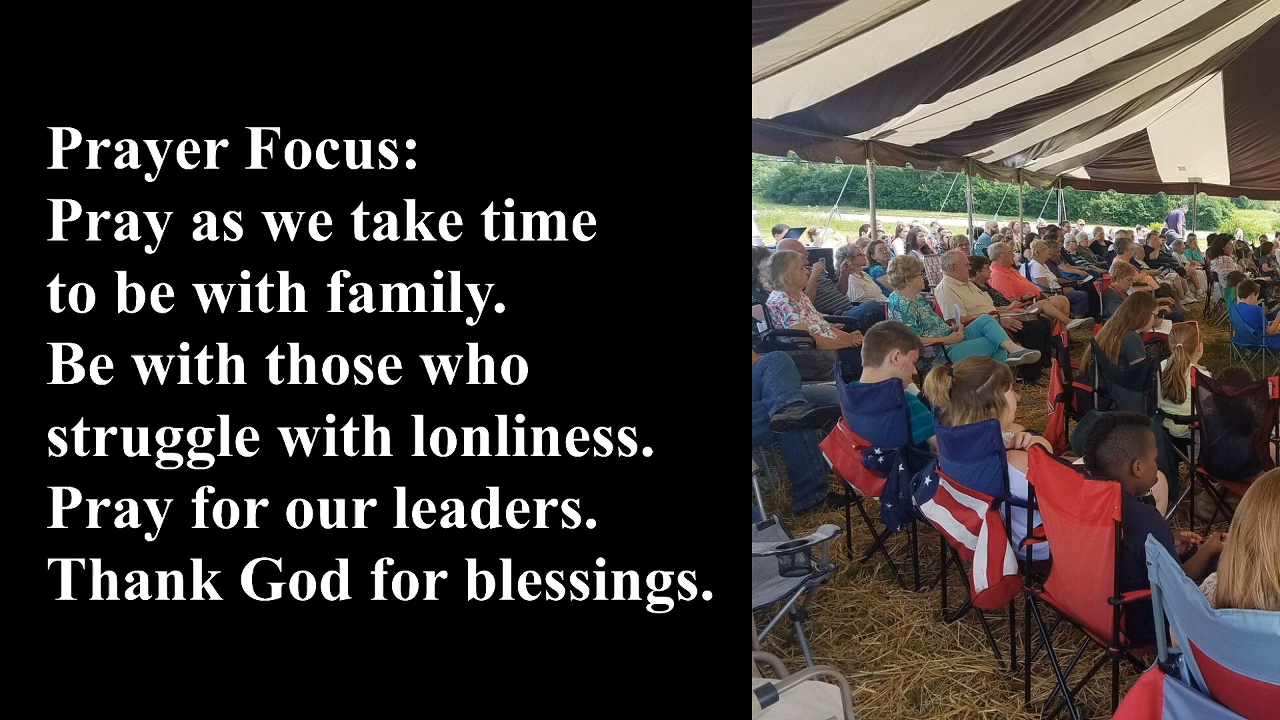 Prayer Focus:
Pray as we take time
to be with family.
Be with those who
struggle with lonliness.
Pray for our leaders.
Thank God for blessings.